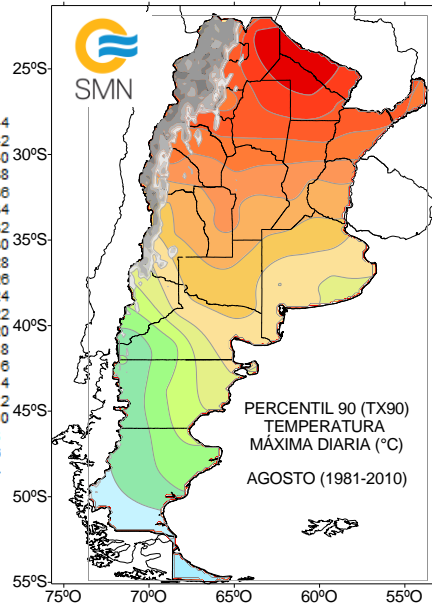 SMN
25ºS
30ºS
35ºS
40ºS
45ºS
50ºS
55ºS
PERCENTIL 90 (TX90)
TEMPERATURA
MÁXIMA DIARIA (°C)
AGOSTO (1981-2010)
75ºO 70ºO 65ºO 60ºO 55ºO